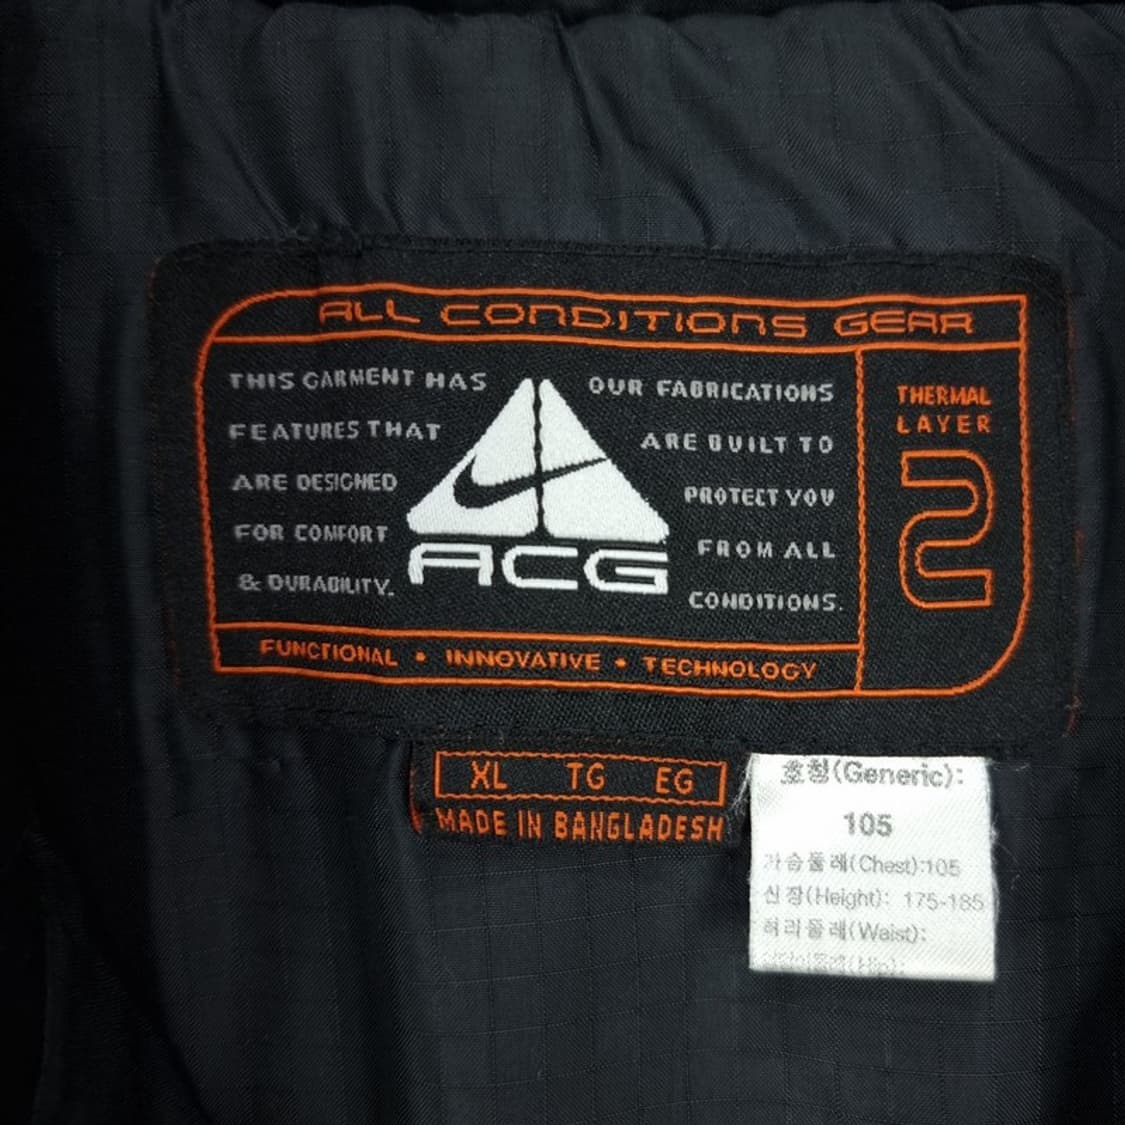 ALL CONDITIONS GEAR
THIS GARMENT HAS
FEATURES THAT
ARE DESIGNED
FOR COMFORT
& DURABILITY.
ACG
OUR FABRICATIONS
ARE BUILT TO
PROTECT YOU
FROM ALL
CONDITIONS.
THERMAL
LAYER
2
FUNCTIONAL • INNOVATIVE • TECHNOLOGY
XL TG EG
MADE IN BANGLADESH
호칭(Generic):
105
가슴둘레(Chest):105
신장(Height): 175-185
허리둘레(Waist):
(Hip):